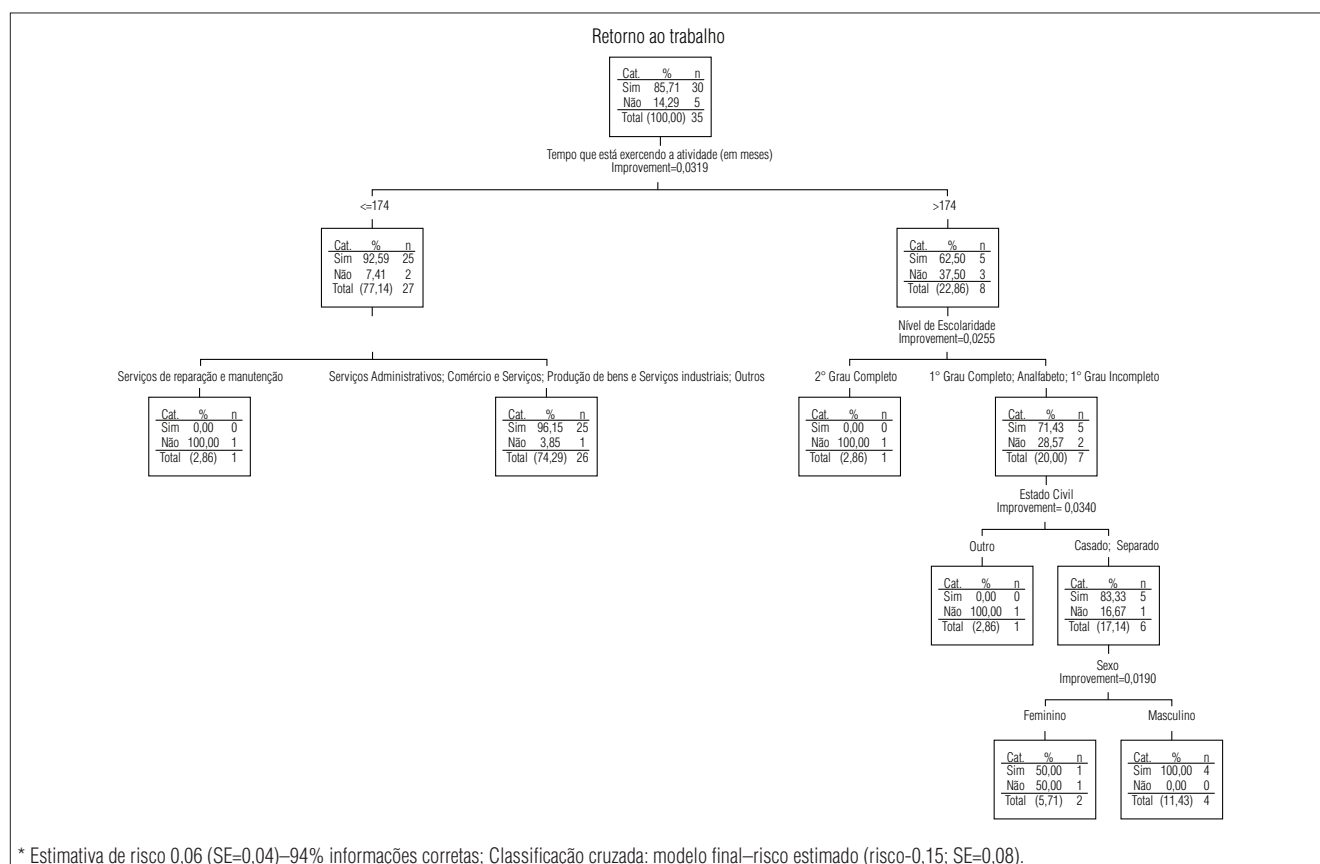 Retorno ao trabalho
Cat. % n
Sim 85,71 30
Não 14,29 5
Total (100,00) 35
Tempo que está exercendo a atividade (em meses)
Improvement=0,0319
<=174
>174
Cat. % n
Sim 92,59 25
Não 7,41 2
Total (77,14) 27
Cat. % n
Sim 62,50 5
Não 37,50 3
Total (22,86) 8
Nível de Escolaridade
Improvement=0,0255
Serviços de reparação e manutenção
Serviços Administrativos; Comércio e Serviços; Produção de bens e Serviços industriais; Outros
2° Grau Completo
1° Grau Completo; Analfabeto; 1° Grau Incompleto
Cat. % n
Sim 0,00 0
Não 100,00 1
Total (2,86) 1
Cat. % n
Sim 96,15 25
Não 3,85 1
Total (74,29) 26
Cat. % n
Sim 0,00 0
Não 100,00 1
Total (2,86) 1
Cat. % n
Sim 71,43 5
Não 28,57 2
Total (20,00) 7
Estado Civil
Improvement= 0,0340
Outro
Casado; Separado
Cat. % n
Sim 0,00 0
Não 100,00 1
Total (2,86) 1
Cat. % n
Sim 83,33 5
Não 16,67 1
Total (17,14) 6
Sexo
Improvement=0,0190
Feminino
Masculino
Cat. % n
Sim 50,00 1
Não 50,00 1
Total (5,71) 2
Cat. % n
Sim 100,00 4
Não 0,00 0
Total (11,43) 4
* Estimativa de risco 0,06 (SE=0,04)–94% informações corretas; Classificação cruzada: modelo final–risco estimado (risco-0,15; SE=0,08).